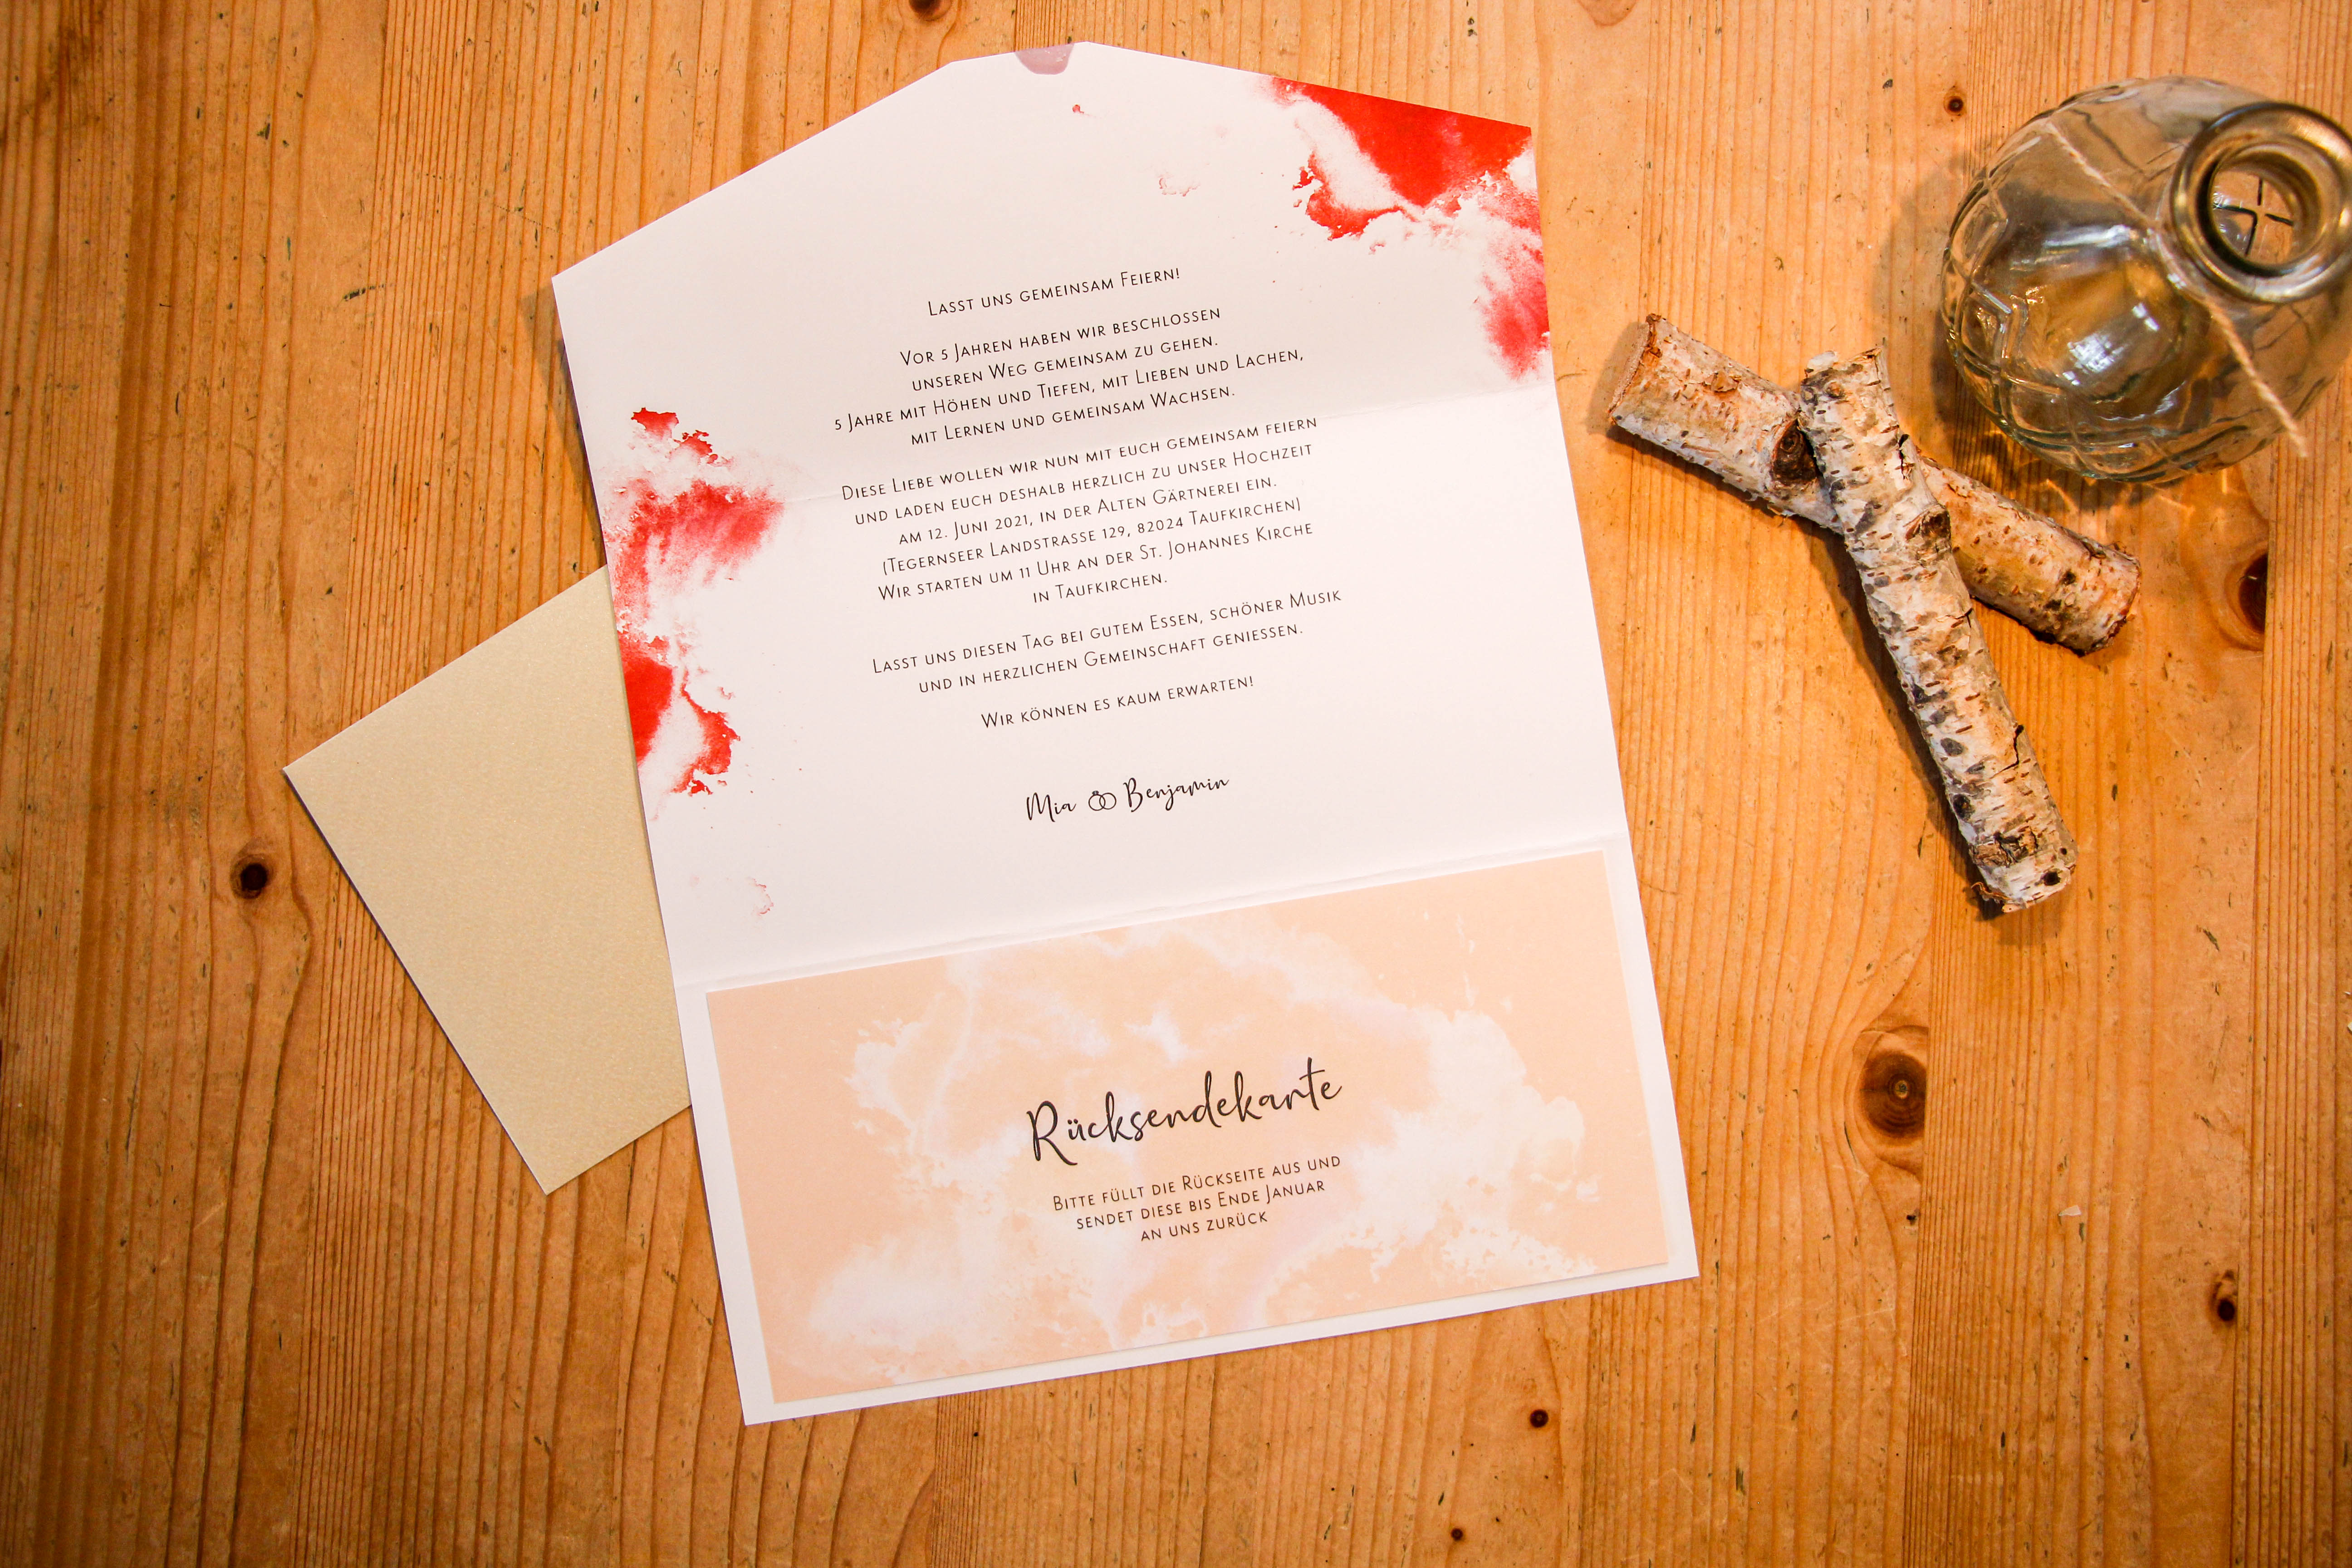 Lasst uns gemeinsam Feiern!
Vor 5 Jahren haben wir beschlossen
unseren Weg gemeinsam zu gehen.
5 Jahre mit Höhen und Tiefen, mit Lieben und Lachen,
mit Lernen und gemeinsam Wachsen.
Diese Liebe wollen wir nun mit euch gemeinsam feiern
und laden euch deshalb herzlich zu unser Hochzeit
am 12. Juni 2021, in der Alten Gärtnerei ein.
(Tegernseer Landstrasse 129, 82024 Taufkirchen)
Wir starten um 11 Uhr an der St. Johannes Kirche
in Taufkirchen.
Lasst uns diesen Tag bei gutem Essen, schöner Musik
und in herzlichen Gemeinschaft geniessen.
Wir können es kaum erwarten!
Mia Benjamin
Rücksendekarte
Bitte füllt die Rückseite aus und
sendet diese bis Ende Januar
an uns zurück